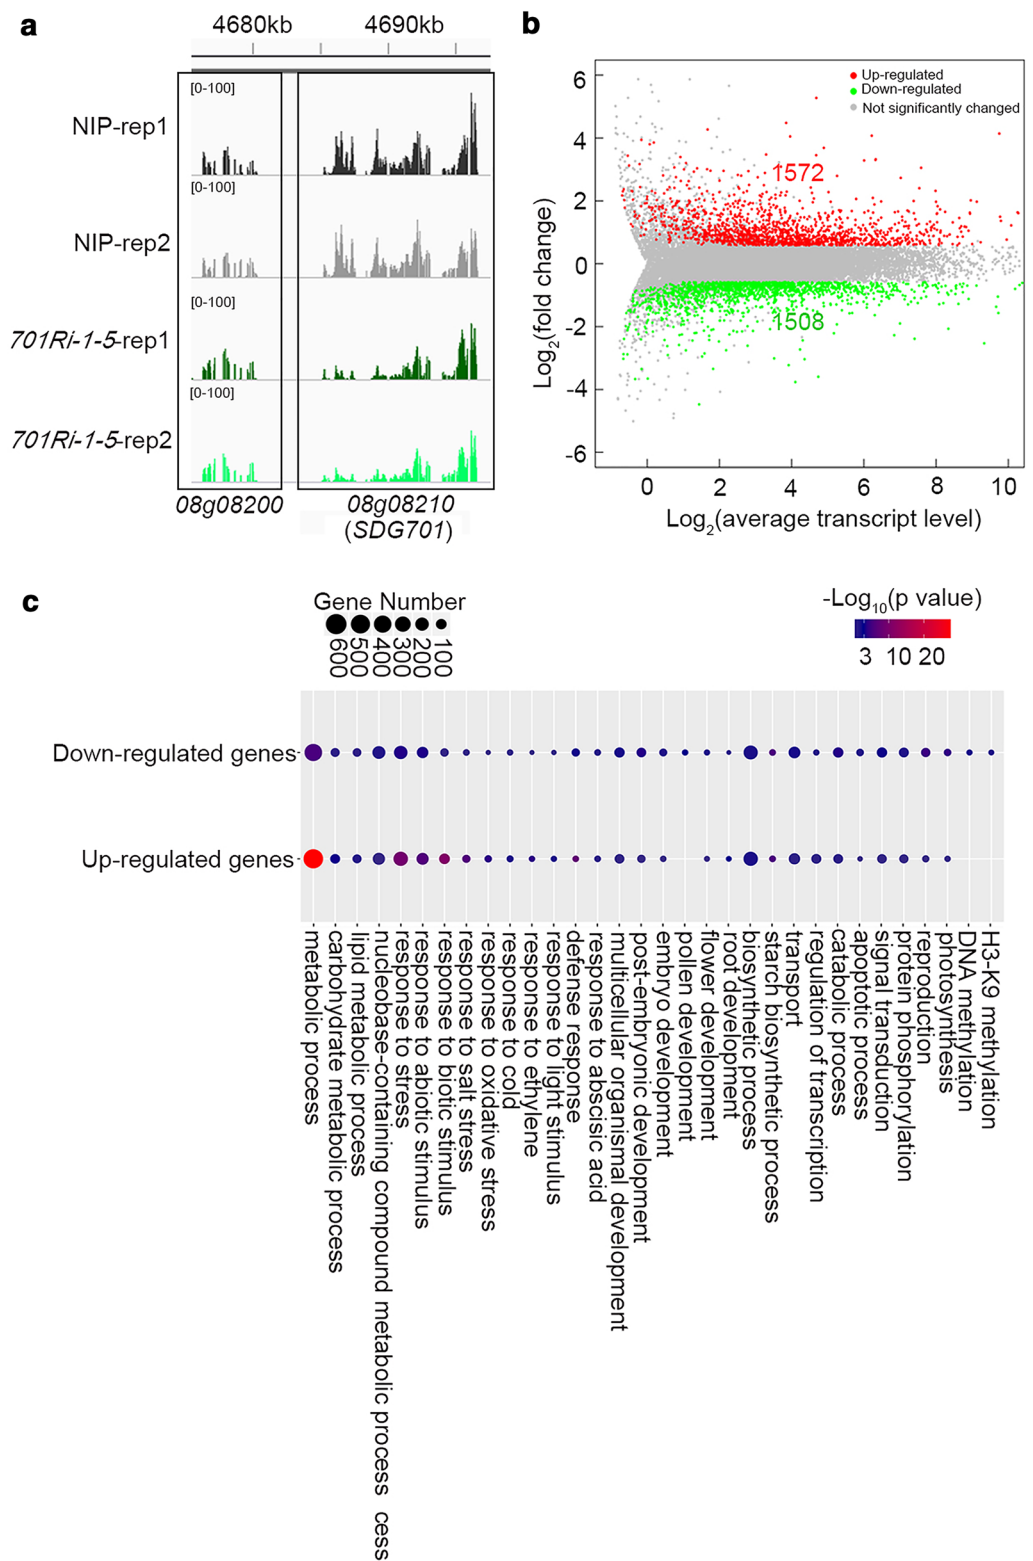 a
4680kb 4690kb
[0-100]
NIP-rep1
[0-100]
NIP-rep2
[0-100]
701Ri-1-5-rep1
[0-100]
701Ri-1-5-rep2
08g08200 08g08210
(SDG701)
b
Up-regulated
Down-regulated
Not significantly changed
1572
1508
6
4
2
0
-2
-4
-6
Log2(fold change)
0 2 4 6 8 10
Log2(average transcript level)
c
Gene Number
600 500 400 300 200 100
-Log10(p value)
3 10 20
Down-regulated genes
Up-regulated genes
metabolic process
carbohydrate metabolic process
lipid metabolic process
nucleobase-containing compound metabolic process cess
response to stress
response to abiotic stimulus
response to biotic stimulus
response to salt stress
response to oxidative stress
response to cold
response to ethylene
response to light stimulus
defense response
response to abscisic acid
multicellular organismal development
post-embryonic development
embryo development
pollen development
flower development
root development
biosynthetic process
starch biosynthetic process
transport
regulation of transcription
catabolic process
apoptotic process
signal transduction
protein phosphorylation
reproduction
photosynthesis
DNA methylation
H3-K9 methylation